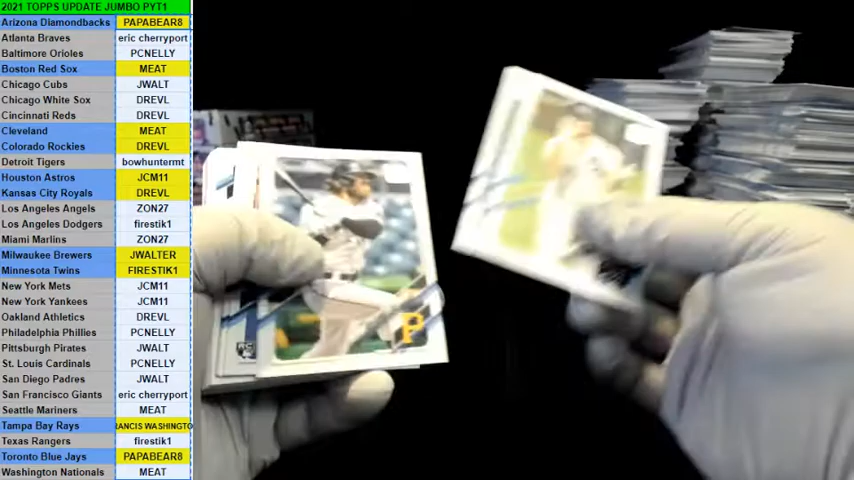 2021 TOPPS UPDATE JUMBO PYT1
Arizona Diamondbacks PAPABEAR8
Atlanta Braves eric cherryport
Baltimore Orioles PCNELLY
Boston Red Sox MEAT
Chicago Cubs JWALT
Chicago White Sox DREVL
Cincinnati Reds DREVL
Cleveland MEAT
Colorado Rockies DREVL
Detroit Tigers bowhuntermt
Houston Astros JCM11
Kansas City Royals DREVL
Los Angeles Angels ZON27
Los Angeles Dodgers firestik1
Miami Marlins ZON27
Milwaukee Brewers JWALTER
Minnesota Twins FIRESTIK1
New York Mets JCM11
New York Yankees JCM11
Oakland Athletics DREVL
Philadelphia Phillies PCNELLY
Pittsburgh Pirates JWALT
St. Louis Cardinals PCNELLY
San Diego Padres JWALT
San Francisco Giants eric cherryport
Seattle Mariners MEAT
Tampa Bay Rays RANCIS WASHINGTO
Texas Rangers firestik1
Toronto Blue Jays PAPABEAR8
Washington Nationals MEAT
P